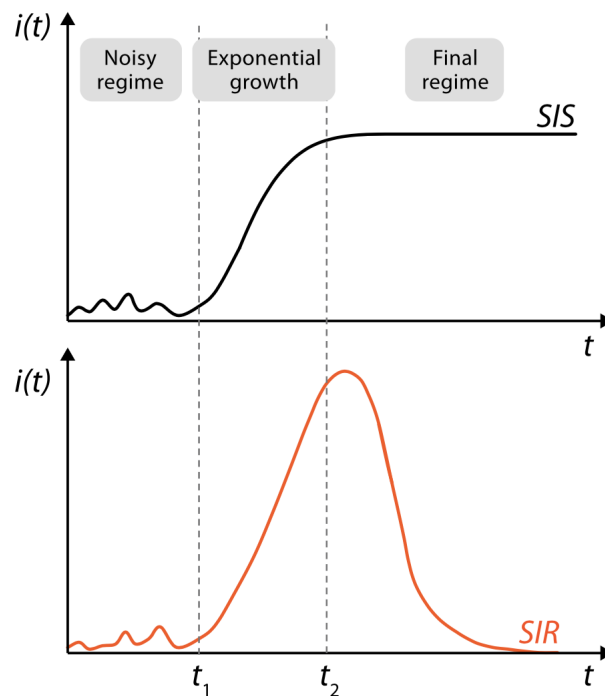 i(t)
Noisy
regime
Exponential
growth
Final
regime
SIS
t
i(t)
SIR
t₁
t₂
t